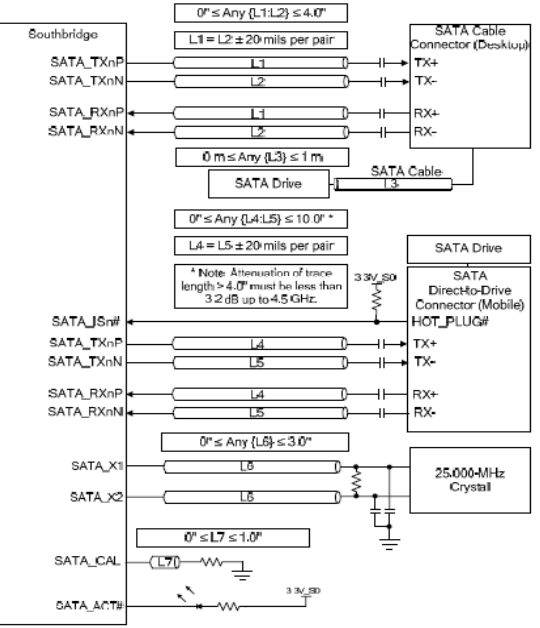 0" ≤ Any {L1:L2} ≤ 4.0"
Southbridge
L1 = L2 ± 20 mils per pair
SATA Cable
Connector (Desktop)
SATA_TXnP
L1
TX+
SATA_TXnN
L2
TX-
SATA_RXnP
L1
RX+
SATA_RXnN
L2
RX-
0 m ≤ Any {L3} ≤ 1 m
SATA Drive
SATA Cable
L3
0" ≤ Any {L4:L5} ≤ 10.0" *
L4 = L5 ± 20 mils per pair
* Note: Attenuation of trace
length > 4.0" must be less than
3.2 dB up to 4.5 GHz.
3.3V_S0
SATA Drive
SATA
Direct-to-Drive
Connector (Mobile)
SATA_ISn#
HOT_PLUG#
SATA_TXnP
L4
TX+
SATA_TXnN
L5
TX-
SATA_RXnP
L4
RX+
SATA_RXnN
L5
RX-
0" ≤ Any {L6} ≤ 3.0"
SATA_X1
L6
25.000-MHz
Crystal
SATA_X2
L6
0" ≤ L7 ≤ 1.0"
SATA_CAL
L7
SATA_ACT#
3.3V_S0